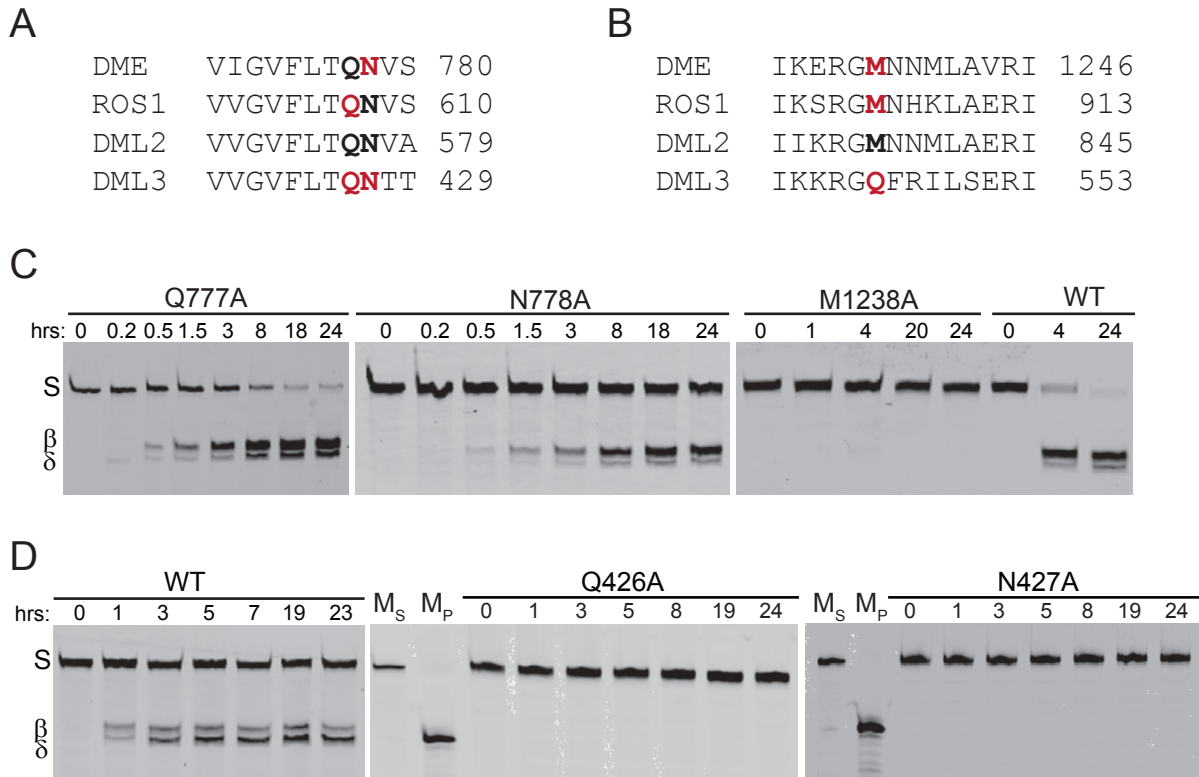 A
DME VIGVFLTQNVS 780
ROS1 VVGVFLTQNVS 610
DML2 VVGVFLTQNVA 579
DML3 VVGVFLTQNTT 429
B
DME IKERGMNNMLAVRI 1246
ROS1 IKSRGMNHKLAERI 913
DML2 IIKRGMNNMLAERI 845
DML3 IKKRGQFRILSERI 553
C
Q777A N778A M1238A WT
hrs: 0 0.2 0.5 1.5 3 8 18 24 0 0.2 0.5 1.5 3 8 18 24 0 1 4 20 24 0 4 24
S
β
δ
D
WT Q426A N427A
hrs: 0 1 3 5 7 19 23 MS MP 0 1 3 5 8 19 24 MS MP 0 1 3 5 8 19 24
S
β
δ